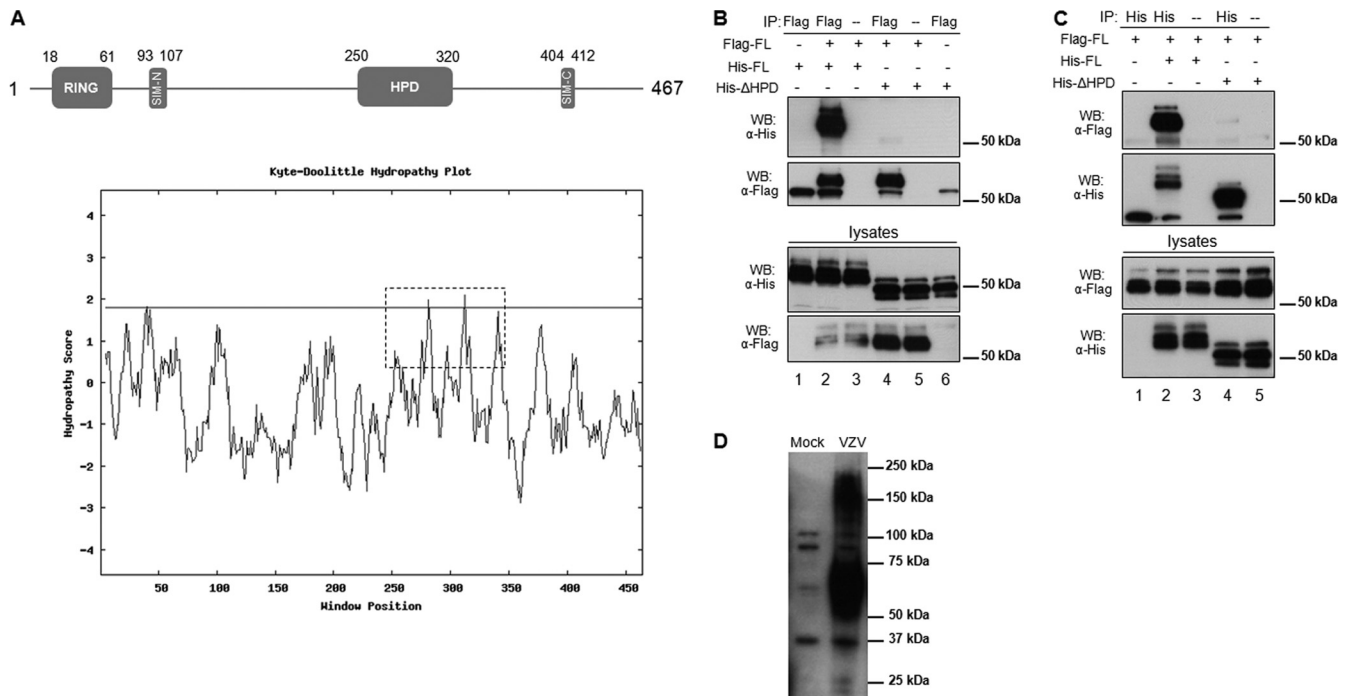 A
18 61 93 107 250 320 404 412
1 RING SIM-N HPD SIM-C 467
Kyte-Doolittle Hydropathy Plot
Hydropathy Score
4
3
2
1
0
-1
-2
-3
-4
50 100 150 200 250 300 350 400 450
Window Position
B
IP: Flag Flag -- Flag -- Flag
Flag-FL - + + + + -
His-FL + + + - - -
His-ΔHPD - - - + + +
WB:
α-His
50 kDa
WB:
α-Flag
50 kDa
lysates
WB:
α-His
50 kDa
WB:
α-Flag
50 kDa
1 2 3 4 5 6
C
IP: His His -- His --
Flag-FL + + + + +
His-FL - + + - -
His-ΔHPD - - - + +
WB:
α-Flag
50 kDa
WB:
α-His
50 kDa
lysates
WB:
α-Flag
50 kDa
WB:
α-His
50 kDa
1 2 3 4 5
D
Mock VZV
250 kDa
150 kDa
100 kDa
75 kDa
50 kDa
37 kDa
25 kDa